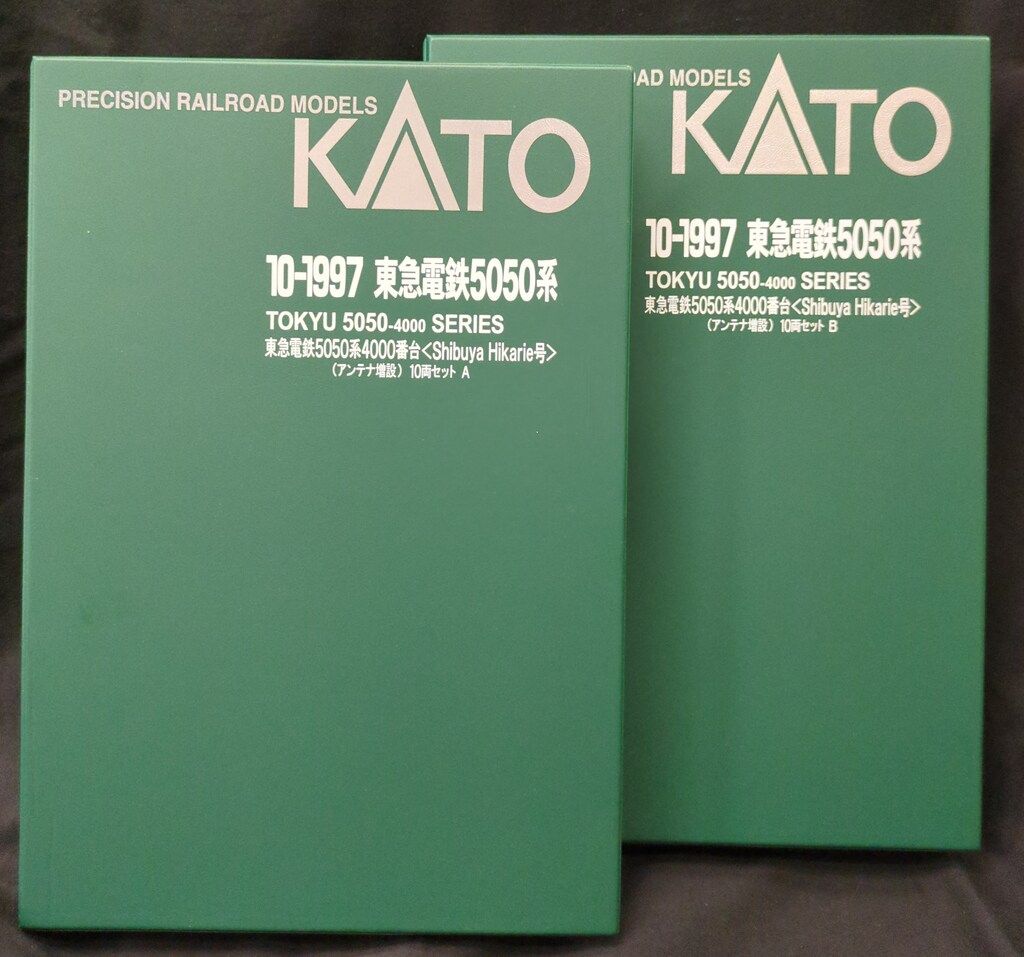 PRECISION RAILROAD MODELS
KATO
10-1997 東急電鉄5050系
TOKYU 5050-4000 SERIES
東急電鉄5050系4000番台<Shibuya Hikarie号>
(アンテナ増設) 10両セット A
AD MODELS
KATO
10-1997 東急電鉄5050系
TOKYU 5050-4000 SERIES
東急電鉄5050系4000番台<Shibuya Hikarie号>
(アンテナ増設) 10両セット B